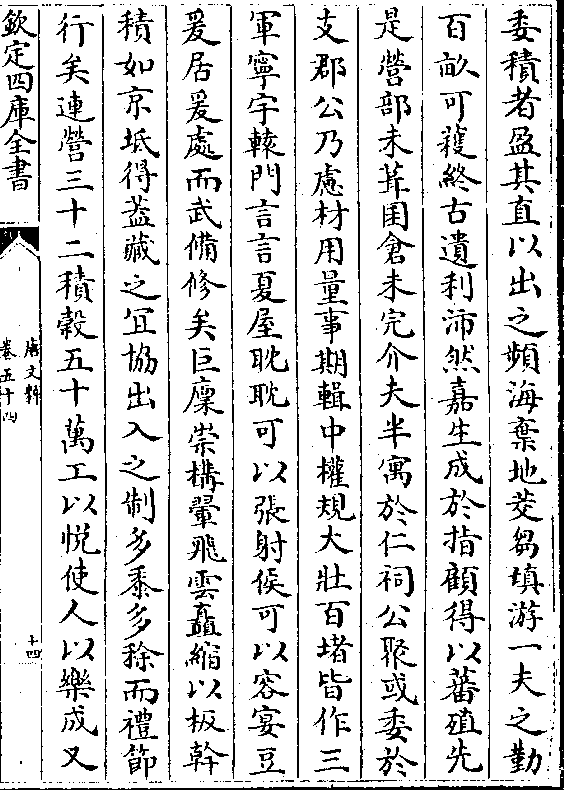 委積者盈其直以出之頻海棄地茭芻填游一夫之勤
百畝可穫終古遺利沛然嘉生成於指顧得以蕃殖先
是營部未葺囷倉未完介夫半寓於仁祠公聚或委於
支郡公乃慮材用量事期輯中權規大壯百堵皆作三
軍寧宇轅門言言夏屋耽耽可以張射侯可以容宴豆
爰居爰處而武備修矣巨廩崇構翬飛雲矗縮以板幹
積如京坻得蓋藏之宜協出入之制多黍多稌而禮節
行矣連營三十二積穀五十萬工以悅使人以樂成又
欽定四庫全書
唐文粹
卷五十四
十四